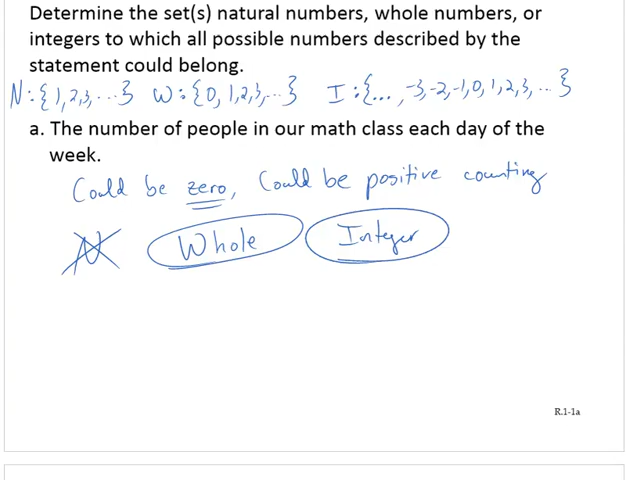 Determine the set(s) natural numbers, whole numbers, or
integers to which all possible numbers described by the
statement could belong.
N:{1,2,3,...} W:{0,1,2,3,...} I:{...,-3,-2,-1,0,1,2,3,...}
a. The number of people in our math class each day of the
week.
Could be zero, Could be positive counting
N Whole Integer
R.1-1a